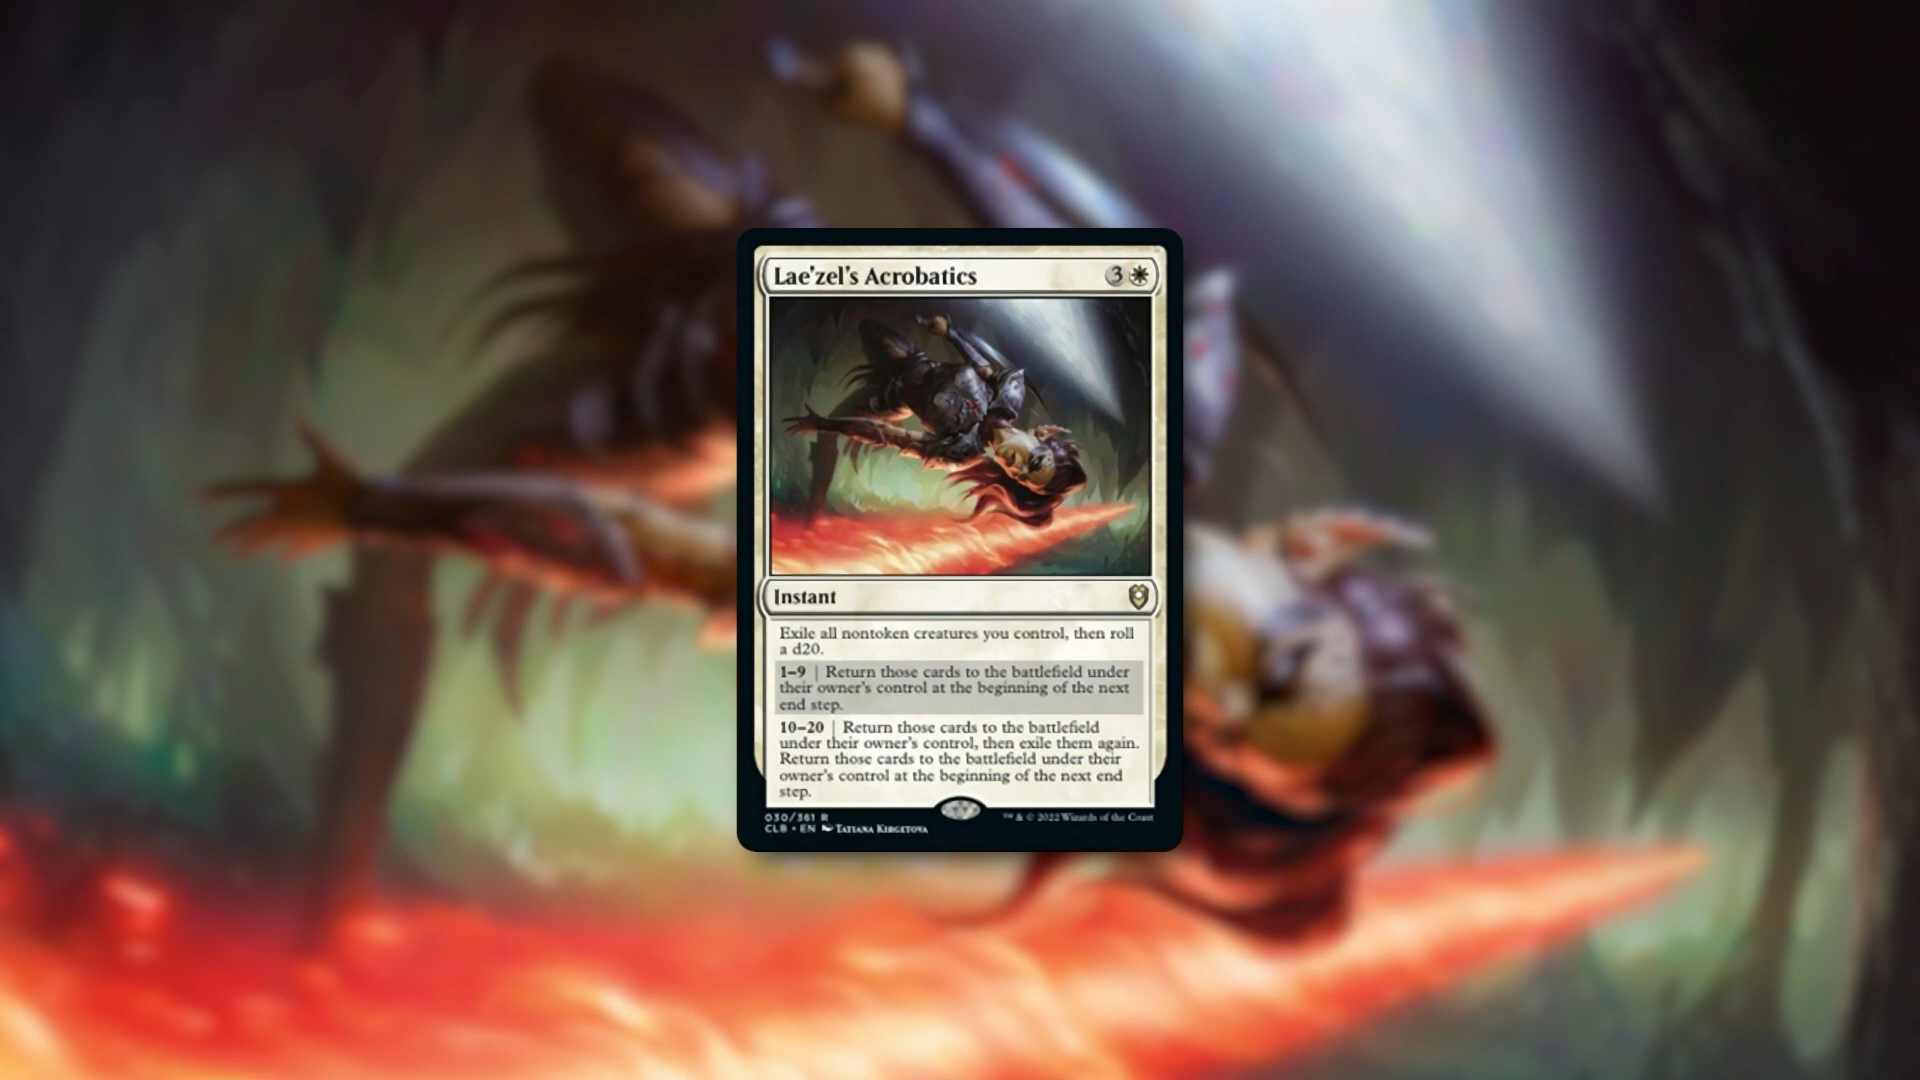 Lae'zel's Acrobatics 3
Instant
Exile all nontoken creatures you control, then roll
a d20.
1–9 | Return those cards to the battlefield under
their owner's control at the beginning of the next
end step.
10–20 | Return those cards to the battlefield
under their owner's control, then exile them again.
Return those cards to the battlefield under their
owner's control at the beginning of the next end
step.
030/361 R
CLB • EN Tatiana Kirgetova
™ & © 2022 Wizards of the Coast